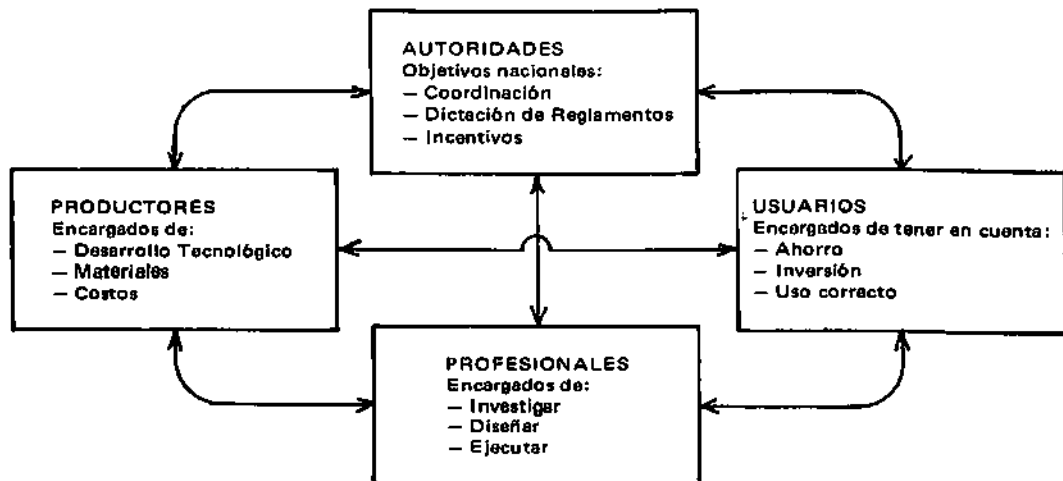 AUTORIDADES
Objetivos nacionales:
— Coordinación
— Dictación de Reglamentos
— Incentivos
PRODUCTORES
Encargados de:
— Desarrollo Tecnológico
— Materiales
— Costos
USUARIOS
Encargados de tener en cuenta:
— Ahorro
— Inversión
— Uso correcto
PROFESIONALES
Encargados de:
— Investigar
— Diseñar
— Ejecutar